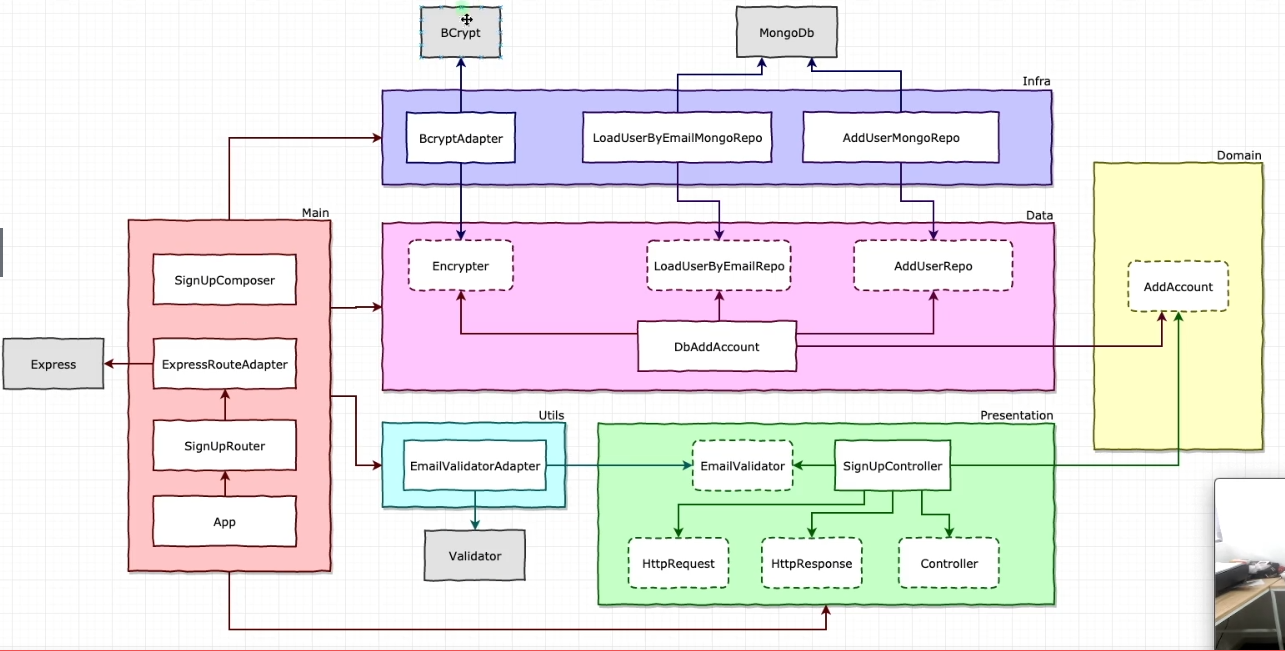 BCrypt
MongoDb
Infra
BcryptAdapter
LoadUserByEmailMongoRepo
AddUserMongoRepo
Domain
Main
Data
SignUpComposer
Encrypter
LoadUserByEmailRepo
AddUserRepo
AddAccount
DbAddAccount
Express
ExpressRouteAdapter
Utils
Presentation
SignUpRouter
EmailValidatorAdapter
EmailValidator
SignUpController
App
Validator
HttpRequest
HttpResponse
Controller